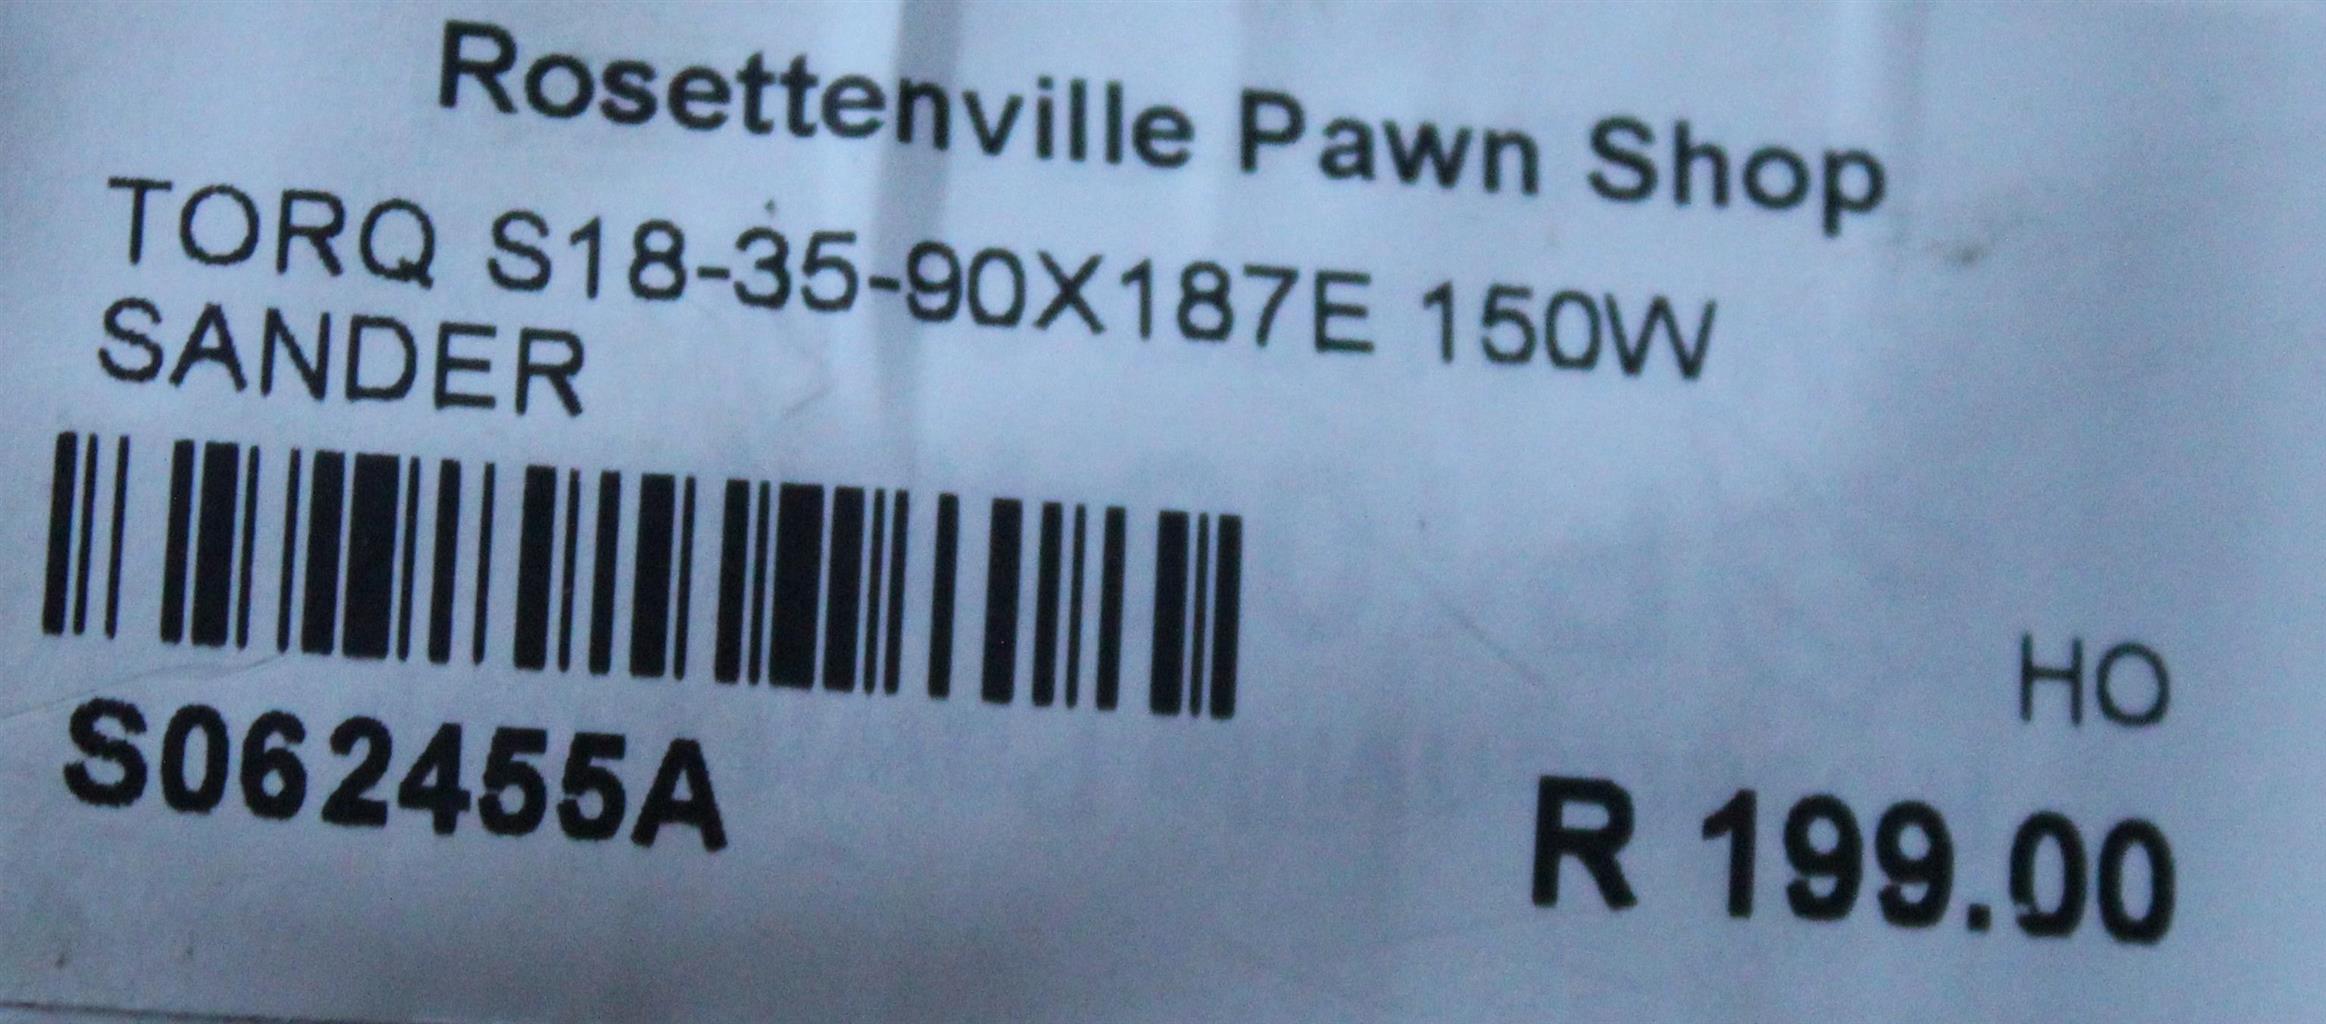 Rosettenville Pawn Shop
TORQ S18-35-90X187E 150W
SANDER
HO
S062455A
R 199.00